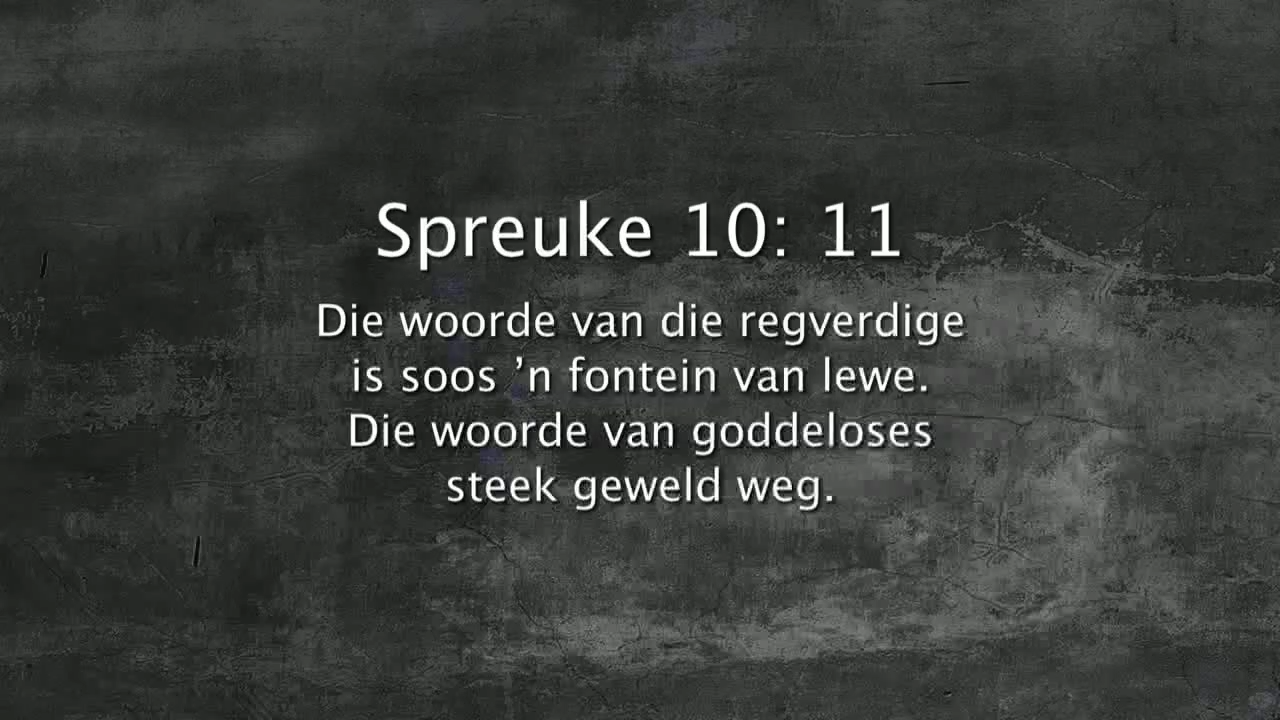 Spreuke 10: 11
Die woorde van die regverdige
is soos ’n fontein van lewe.
Die woorde van goddeloses
steek geweld weg.